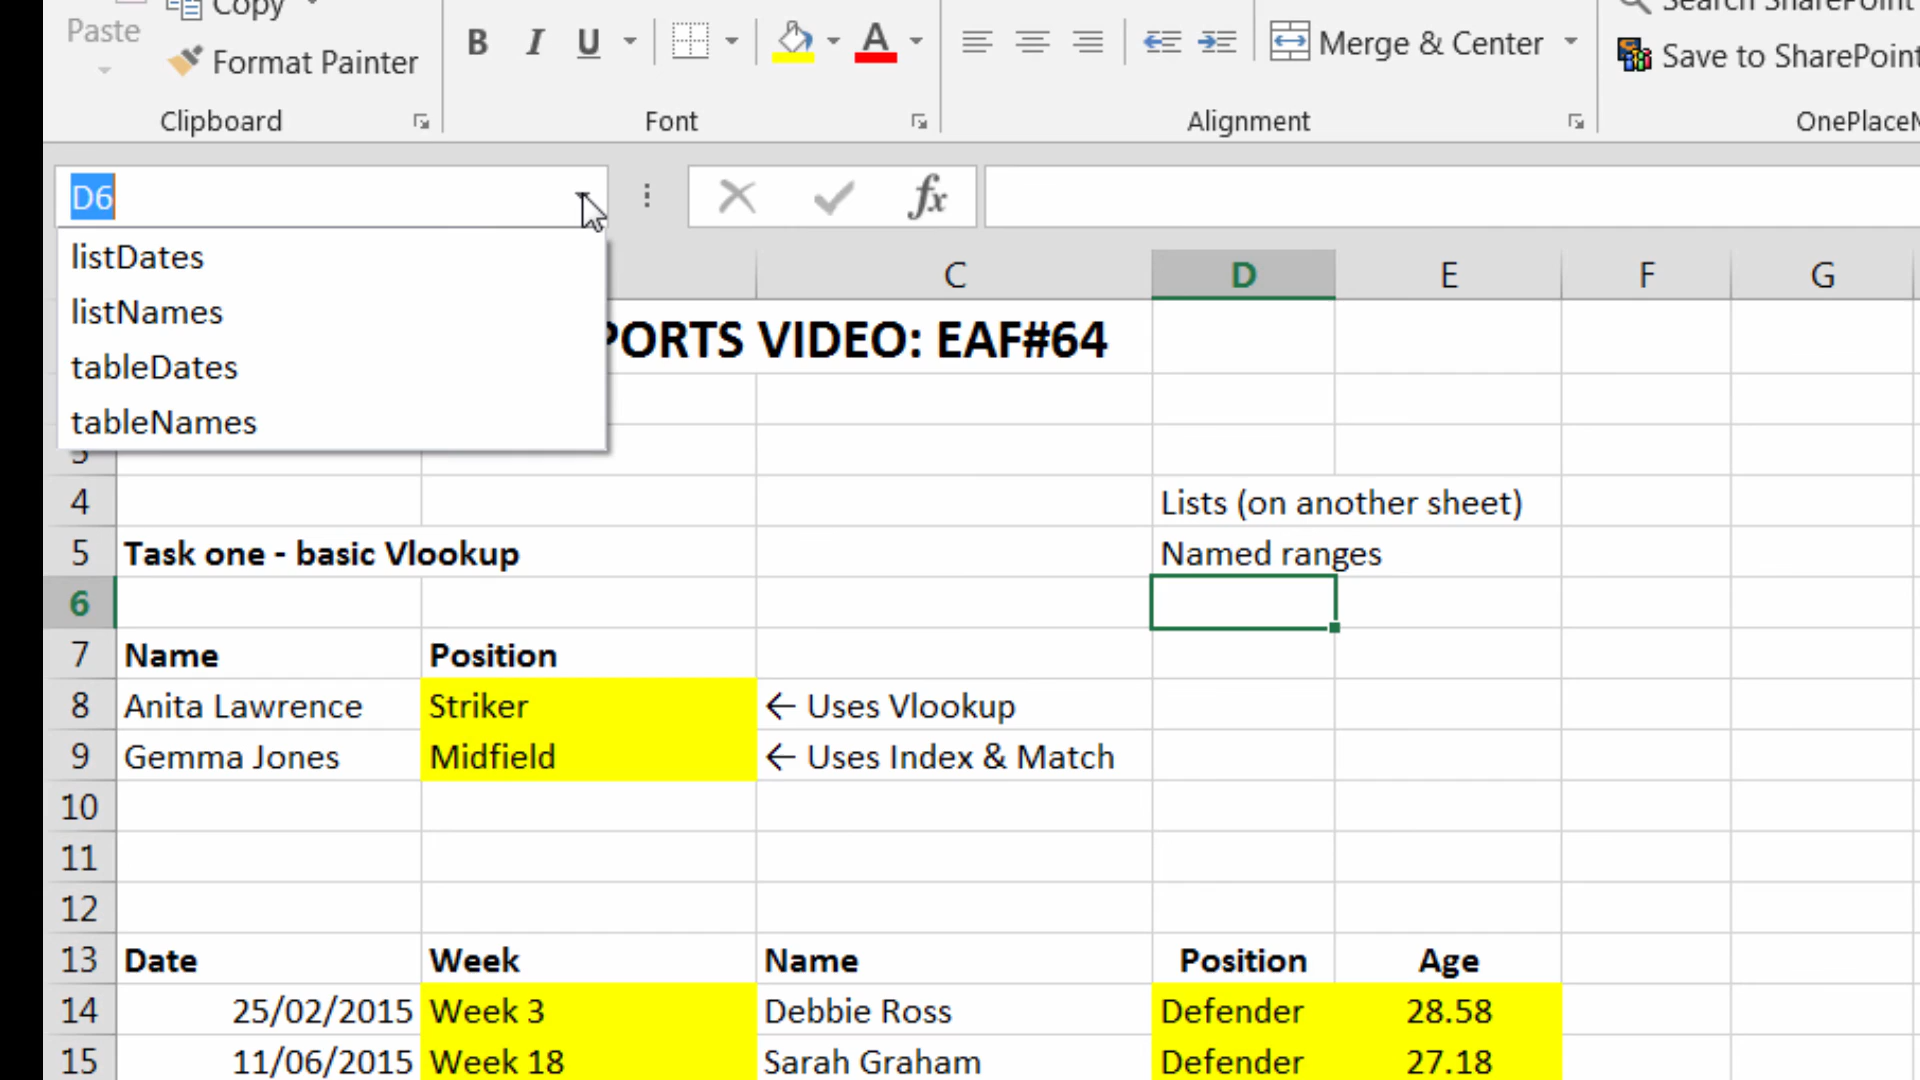 Copy
Search SharePoint
Paste
Format Painter
B I U
A
Merge & Center
Save to SharePoint
Clipboard
Font
Alignment
D6
fx
listDates
listNames
tableDates
tableNames
C D E F G
PORTS VIDEO: EAF#64
4 Lists (on another sheet)
5 Task one - basic Vlookup Named ranges
6
7 Name Position
8 Anita Lawrence Striker ← Uses Vlookup
9 Gemma Jones Midfield ← Uses Index & Match
10
11
12
13 Date Week Name Position Age
14 25/02/2015 Week 3 Debbie Ross Defender 28.58
15 11/06/2015 Week 18 Sarah Graham Defender 27.18